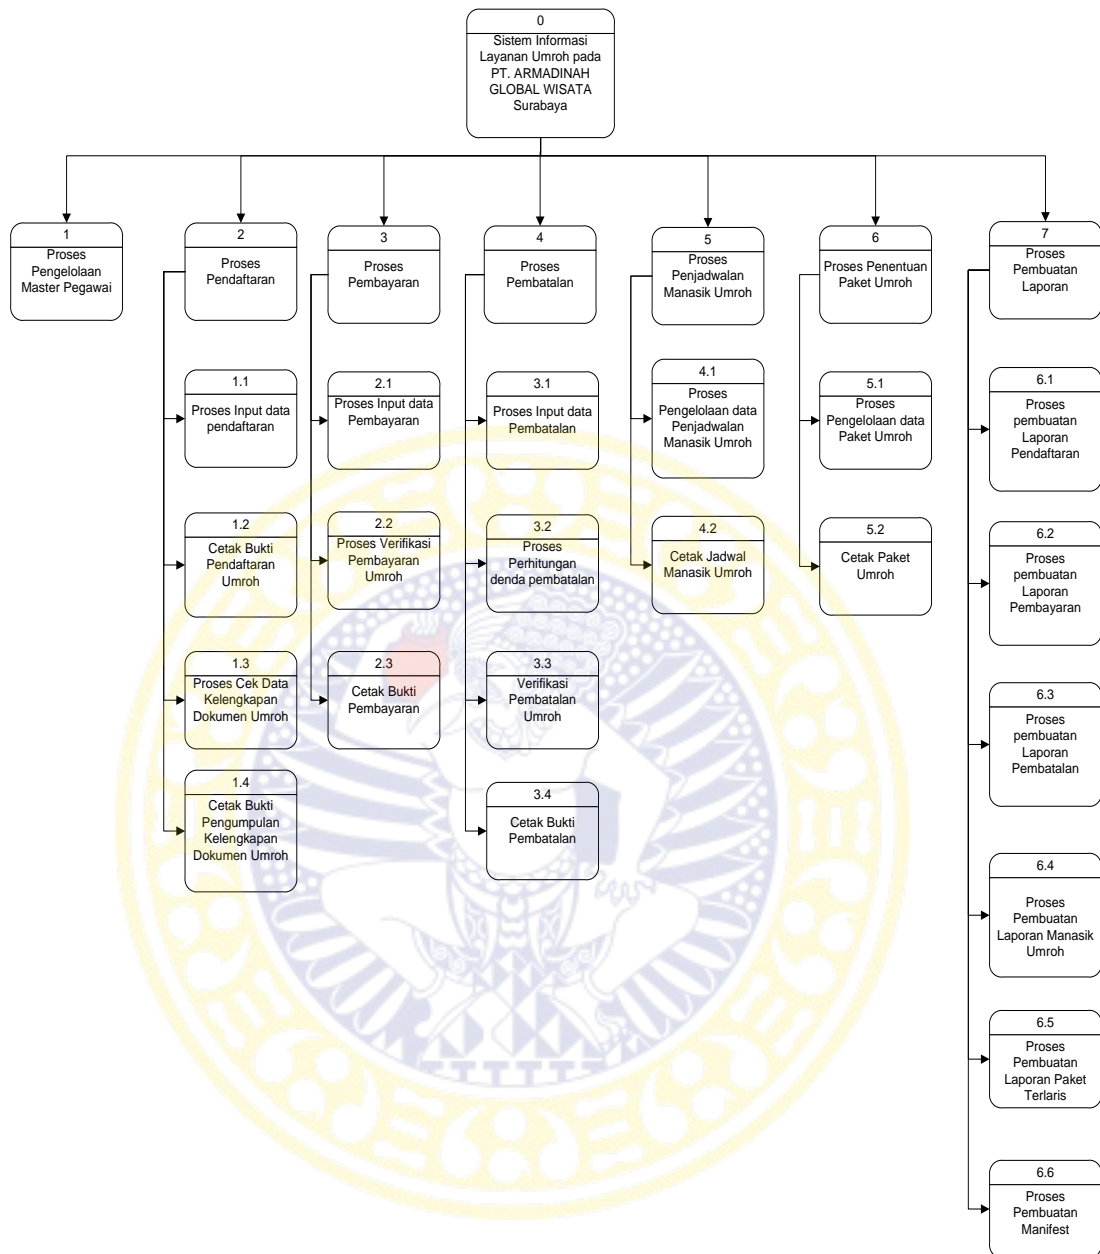 0
Sistem Informasi
Layanan Umroh pada
PT. ARMADINAH
GLOBAL WISATA
Surabaya
1
Proses
Pengelolaan
Master Pegawai
2
Proses
Pendaftaran
3
Proses
Pembayaran
4
Proses
Pembatalan
5
Proses
Penjadwalan
Manasik Umroh
6
Proses Penentuan
Paket Umroh
7
Proses
Pembuatan
Laporan
1.1
Proses Input data
pendaftaran
1.2
Cetak Bukti
Pendaftaran
Umroh
1.3
Proses Cek Data
Kelengkapan
Dokumen Umroh
1.4
Cetak Bukti
Pengumpulan
Kelengkapan
Dokumen Umroh
2.1
Proses Input data
Pembayaran
2.2
Proses Verifikasi
Pembayaran
Umroh
2.3
Cetak Bukti
Pembayaran
3.1
Proses Input data
Pembatalan
3.2
Proses
Perhitungan
denda pembatalan
3.3
Verifikasi
Pembatalan
Umroh
3.4
Cetak Bukti
Pembatalan
4.1
Proses
Pengelolaan data
Penjadwalan
Manasik Umroh
4.2
Cetak Jadwal
Manasik Umroh
5.1
Proses
Pengelolaan data
Paket Umroh
5.2
Cetak Paket
Umroh
6.1
Proses
pembuatan
Laporan
Pendaftaran
6.2
Proses
pembuatan
Laporan
Pembayaran
6.3
Proses
pembuatan
Laporan
Pembatalan
6.4
Proses
Pembuatan
Laporan Manasik
Umroh
6.5
Proses
Pembuatan
Laporan Paket
Terlaris
6.6
Proses
Pembuatan
Manifest